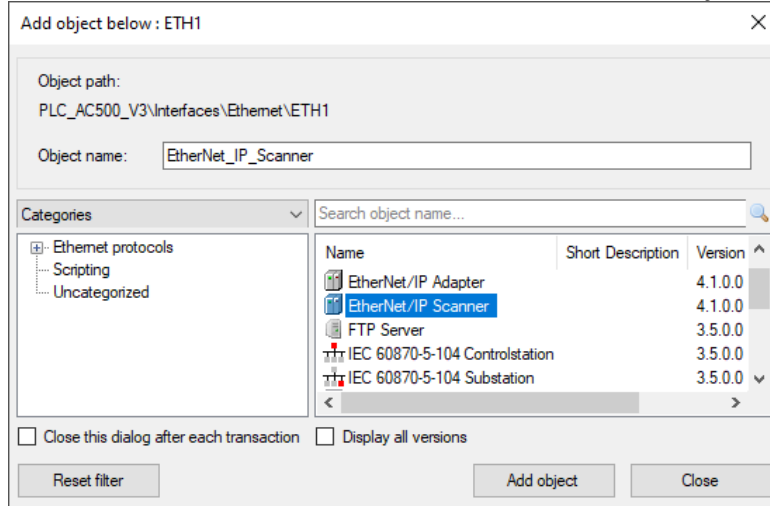 Add object below : ETH1
Object path:
PLC_AC500_V3\Interfaces\Ethernet\ETH1
Object name: EtherNet_IP_Scanner
Categories
Search object name...
Ethernet protocols
Scripting
Uncategorized
Name Short Description Version
EtherNet/IP Adapter 4.1.0.0
EtherNet/IP Scanner 4.1.0.0
FTP Server 3.5.0.0
IEC 60870-5-104 Controlstation 3.5.0.0
IEC 60870-5-104 Substation 3.5.0.0
Close this dialog after each transaction Display all versions
Reset filter Add object Close